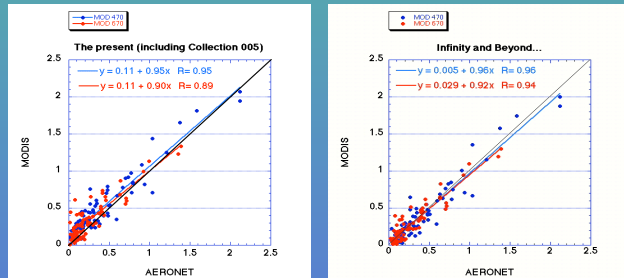 MOD 470
MOD 670
The present (including Collection 005)
2.5
y = 0.11 + 0.95x R= 0.95
y = 0.11 + 0.90x R= 0.89
2
1.5
MODIS
1
0.5
0
0 0.5 1 1.5 2 2.5
AERONET
MOD 470
MOD 670
Infinity and Beyond...
2.5
y = 0.005 + 0.96x R= 0.96
y = 0.029 + 0.92x R= 0.94
2
1.5
MODIS
1
0.5
0
0 0.5 1 1.5 2 2.5
AERONET